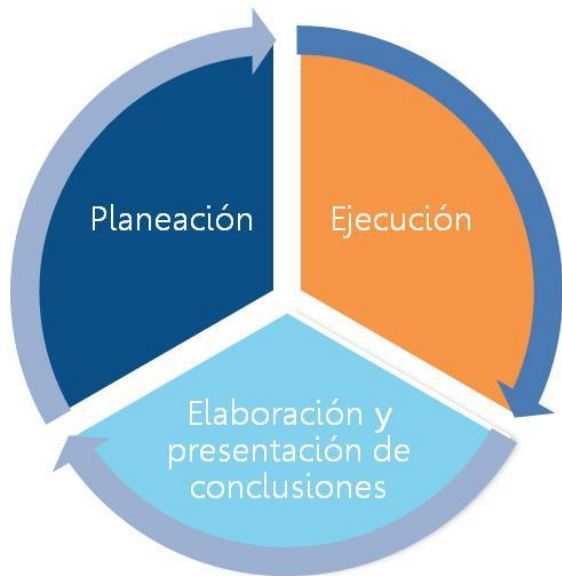 Planeación
Ejecución
Elaboración y
presentación de
conclusiones